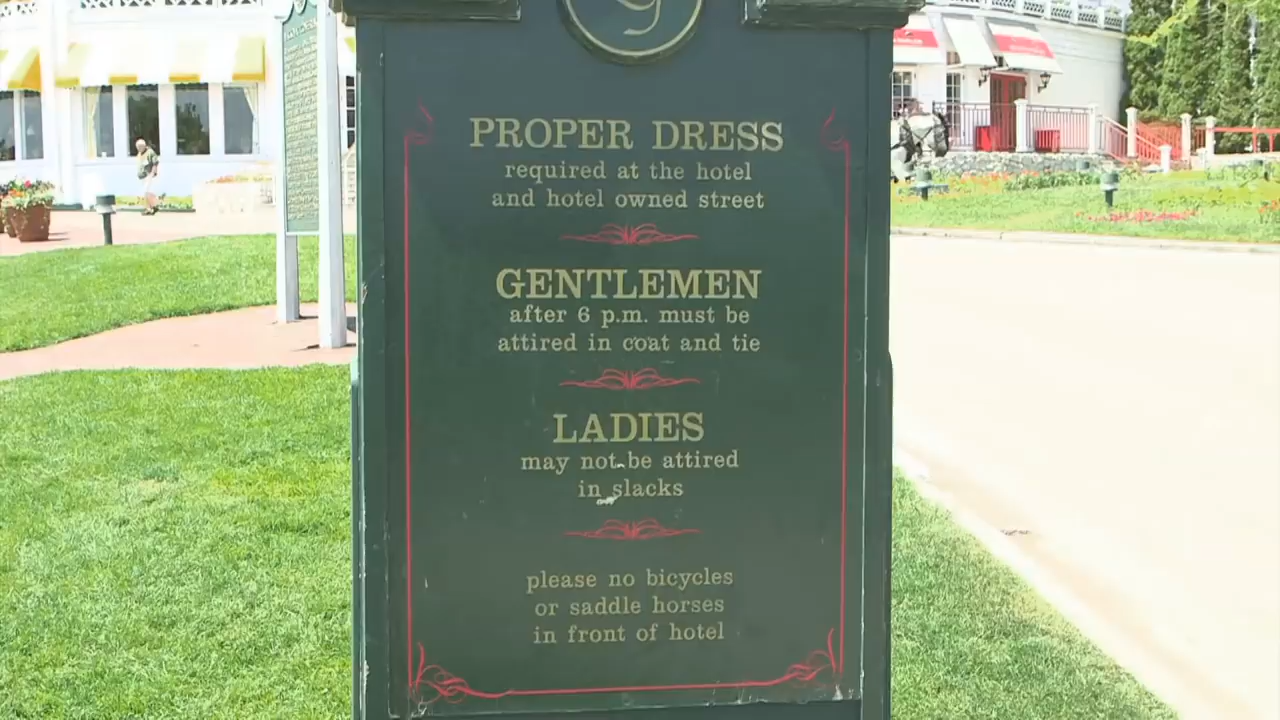 PROPER DRESS
required at the hotel
and hotel owned street
GENTLEMEN
after 6 p.m. must be
attired in coat and tie
LADIES
may not be attired
in slacks
please no bicycles
or saddle horses
in front of hotel